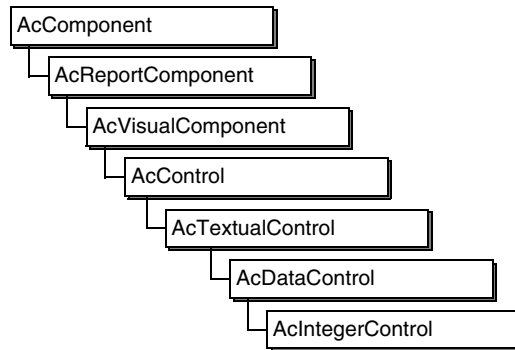 AcComponent
AcReportComponent
AcVisualComponent
AcControl
AcTextualControl
AcDataControl
AcIntegerControl